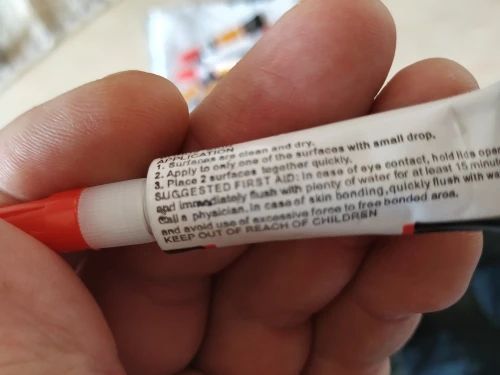 APPLICATION
1. Surfaces are clean and dry.
2. Apply to only one of the surfaces with small drop,
3. Place 2 surfaces tegether quickly.
SUGGESTED FIRST AID: In case of eye contact, hold lids open
and immediately flush with plenty of water for at least 15 minut
Call a physician. In case of skin bonding, quickly flush with wa
and avoid use of excessive force to free bonded area.
KEEP OUT OF REACH OF CHILDREN